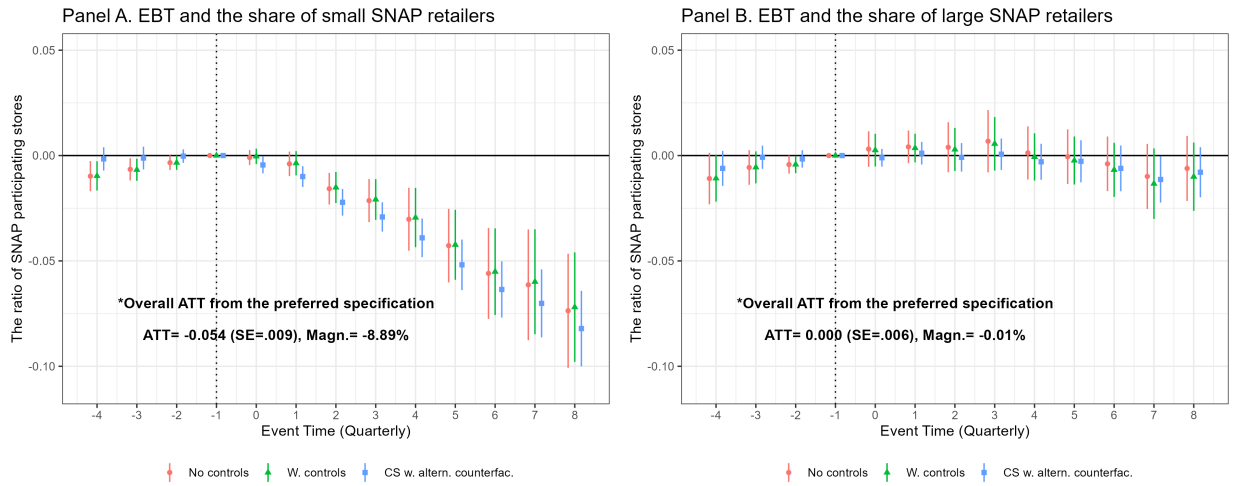 Panel A. EBT and the share of small SNAP retailers
The ratio of SNAP participating stores
0.05
0.00
-0.05
-0.10
*Overall ATT from the preferred specification
ATT= -0.054 (SE=.009), Magn.= -8.89%
-4 -3 -2 -1 0 1 2 3 4 5 6 7 8
Event Time (Quarterly)
No controls W. controls CS w. altern. counterfac.
Panel B. EBT and the share of large SNAP retailers
The ratio of SNAP participating stores
0.05
0.00
-0.05
-0.10
*Overall ATT from the preferred specification
ATT= 0.000 (SE=.006), Magn.= -0.01%
-4 -3 -2 -1 0 1 2 3 4 5 6 7 8
Event Time (Quarterly)
No controls W. controls CS w. altern. counterfac.